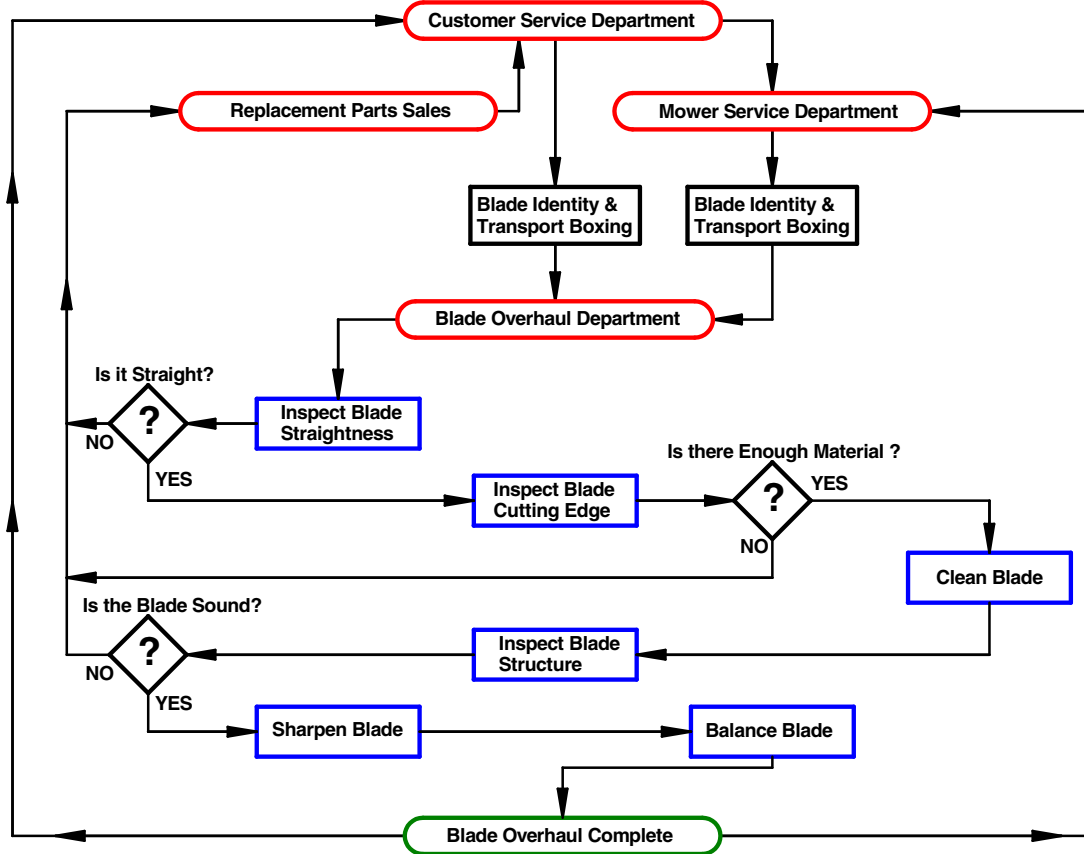 Customer Service Department
Replacement Parts Sales
Mower Service Department
Blade Identity &
Transport Boxing
Blade Identity &
Transport Boxing
Blade Overhaul Department
Is it Straight?
?
NO
YES
Inspect Blade
Straightness
Is there Enough Material ?
Inspect Blade
Cutting Edge
?
YES
NO
Clean Blade
Is the Blade Sound?
?
NO
YES
Inspect Blade
Structure
Sharpen Blade
Balance Blade
Blade Overhaul Complete